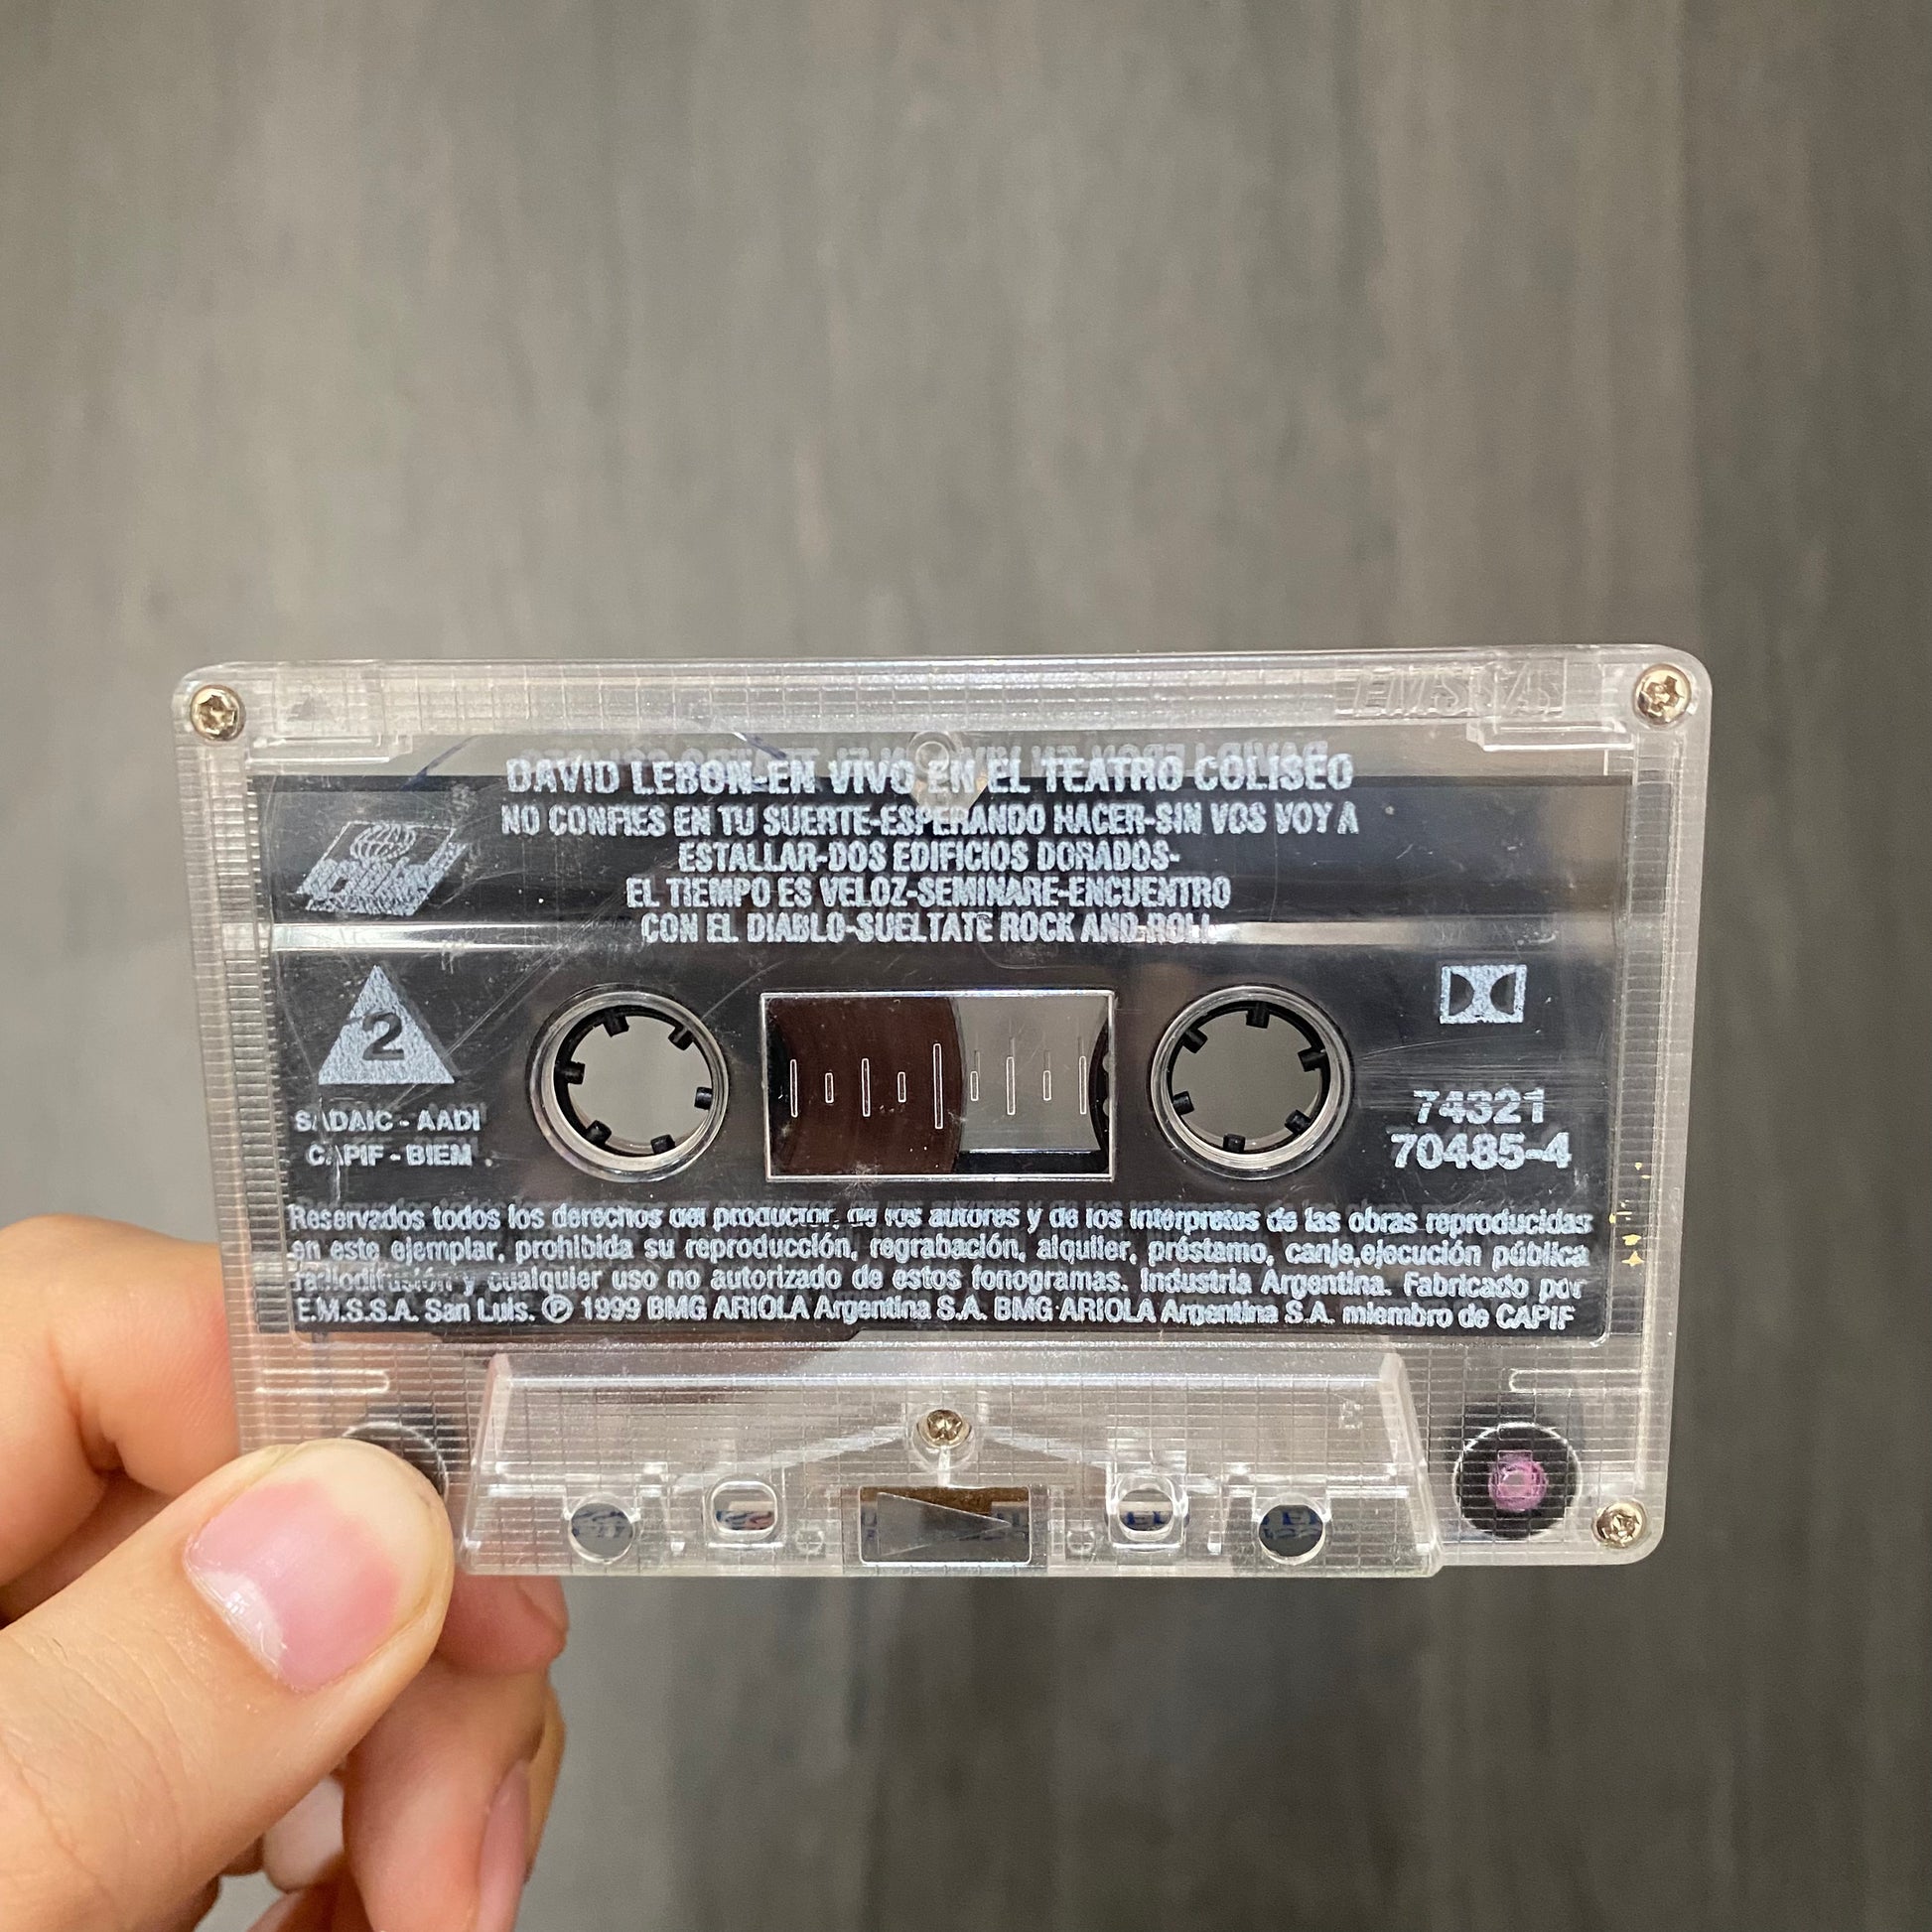 EMSSA
DAVID LEBON-EN VIVO EN EL TEATRO COLISEO
NO CONFIES EN TU SUERTE-ESPERANDO NACER-SIN VOS VOY A
ESTALLAR-DOS EDIFICIOS DORADOS-
EL TIEMPO ES VELOZ-SEMINARE-ENCUENTRO
CON EL DIABLO-SUELTATE ROCK AND ROLL
2
SADAIC - AADI
CAPIF - BIEM
74321
70485-4
Reservados todos los derechos del productor, de los autores y de los intérpretes de las obras reproducidas
en este ejemplar, prohibida su reproducción, regrabación, alquiler, préstamo, canje,ejecución pública
radiodifusión y cualquier uso no autorizado de estos fonogramas. Industria Argentina. Fabricado por
E.M.S.S.A. San Luis. ℗ 1999 BMG ARIOLA Argentina S.A. BMG ARIOLA Argentina S.A. miembro de CAPIF